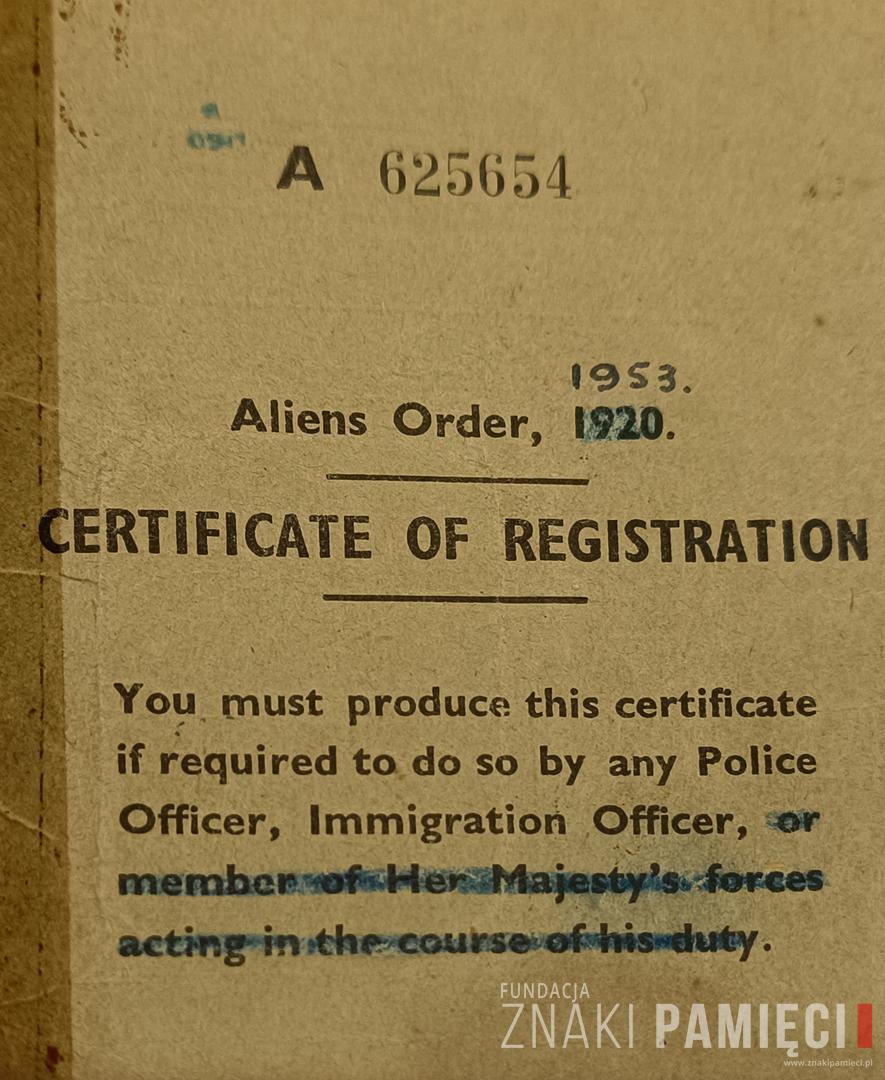 A 625654
1953.
Aliens Order, 1920.
CERTIFICATE OF REGISTRATION
You must produce this certificate
if required to do so by any Police
Officer, Immigration Officer, or
member of Her Majesty's forces
acting in the course of his duty.
FUNDACJA
ZNAKI PAMIĘCI
www.znakipamieci.pl